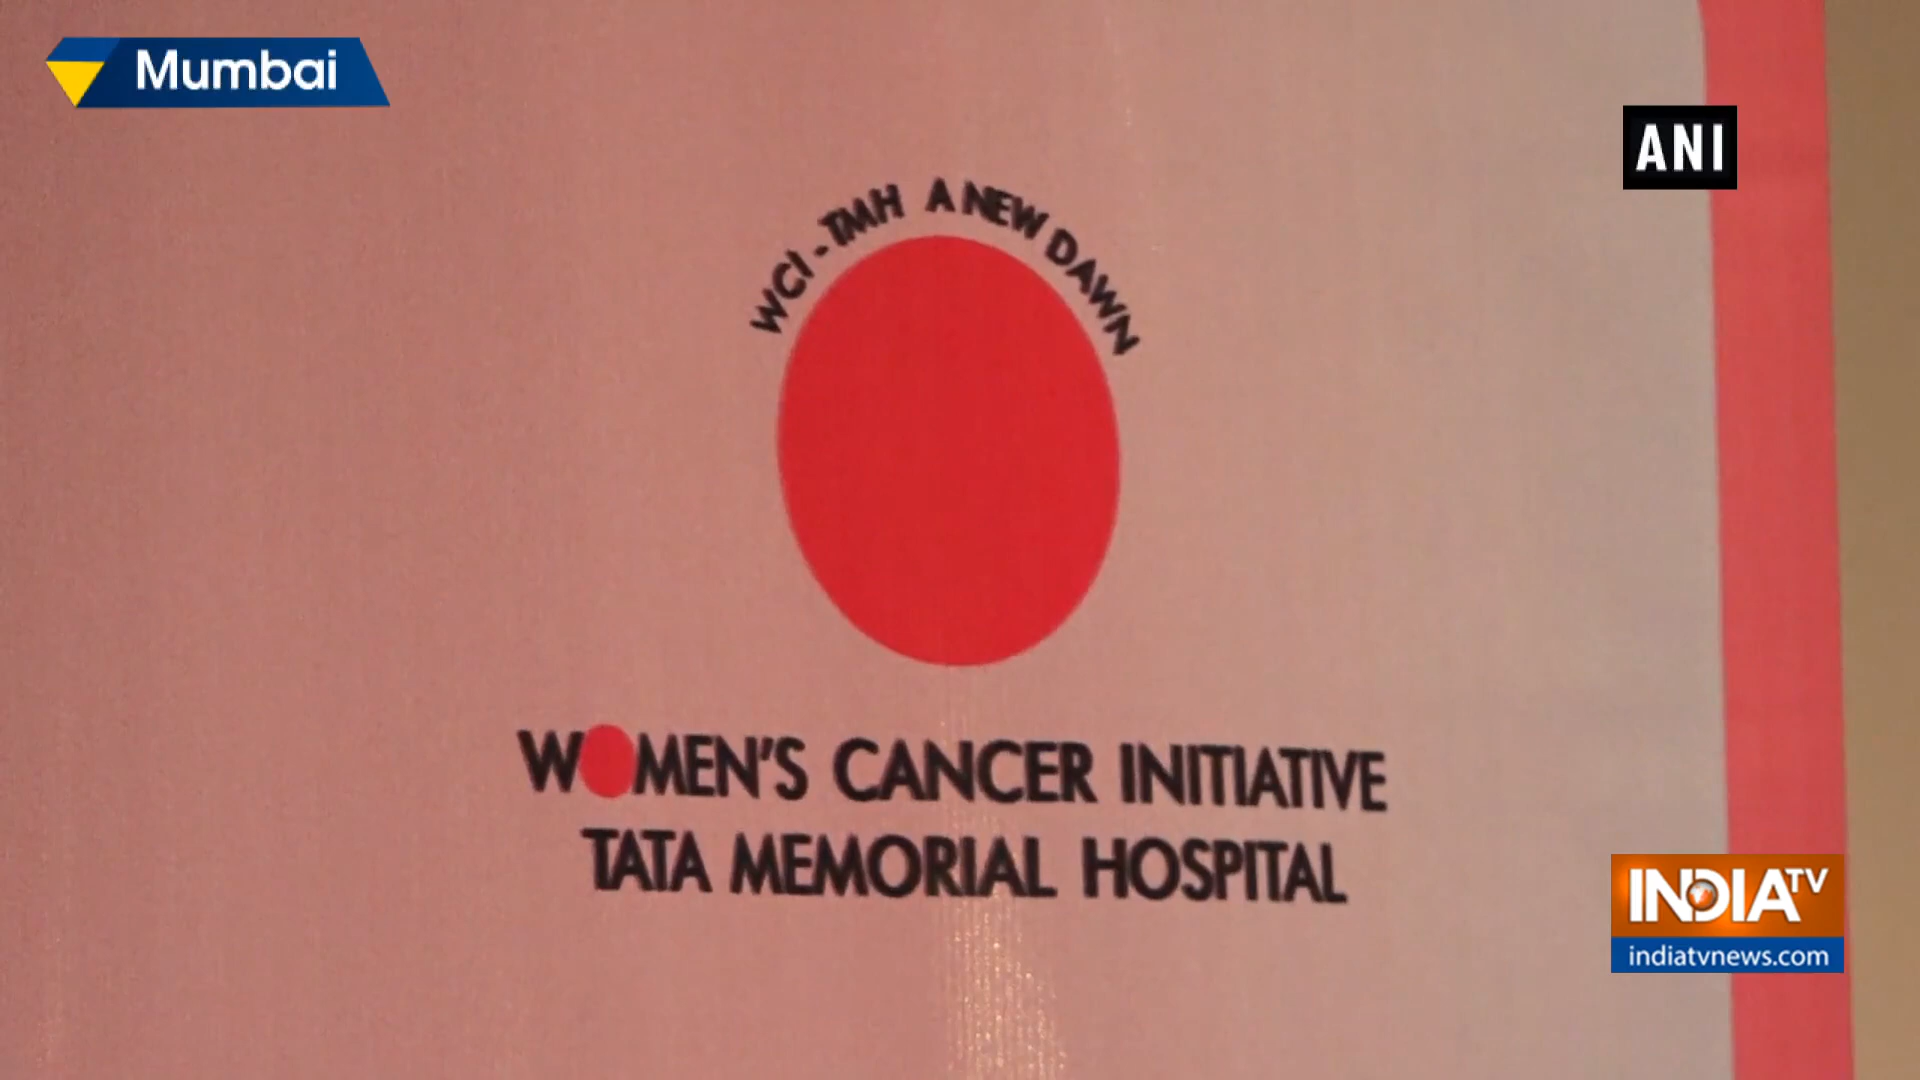 Mumbai
ANI
WCI - TMH A NEW DAWN
WOMEN'S CANCER INITIATIVE
TATA MEMORIAL HOSPITAL
INDIA TV
indiatvnews.com